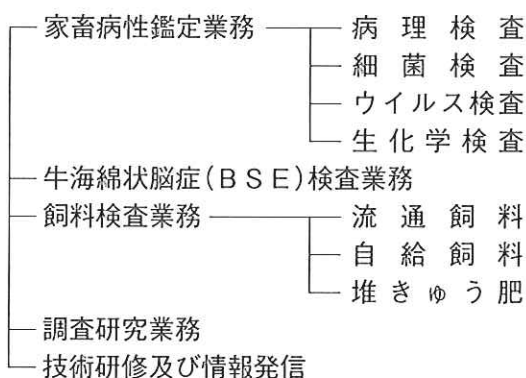 家畜病性鑑定業務 病理検査
細菌検査
ウイルス検査
生化学検査
牛海綿状脳症(BSE)検査業務
飼料検査業務 流通飼料
自給飼料
堆きゅう肥
調査研究業務
技術研修及び情報発信